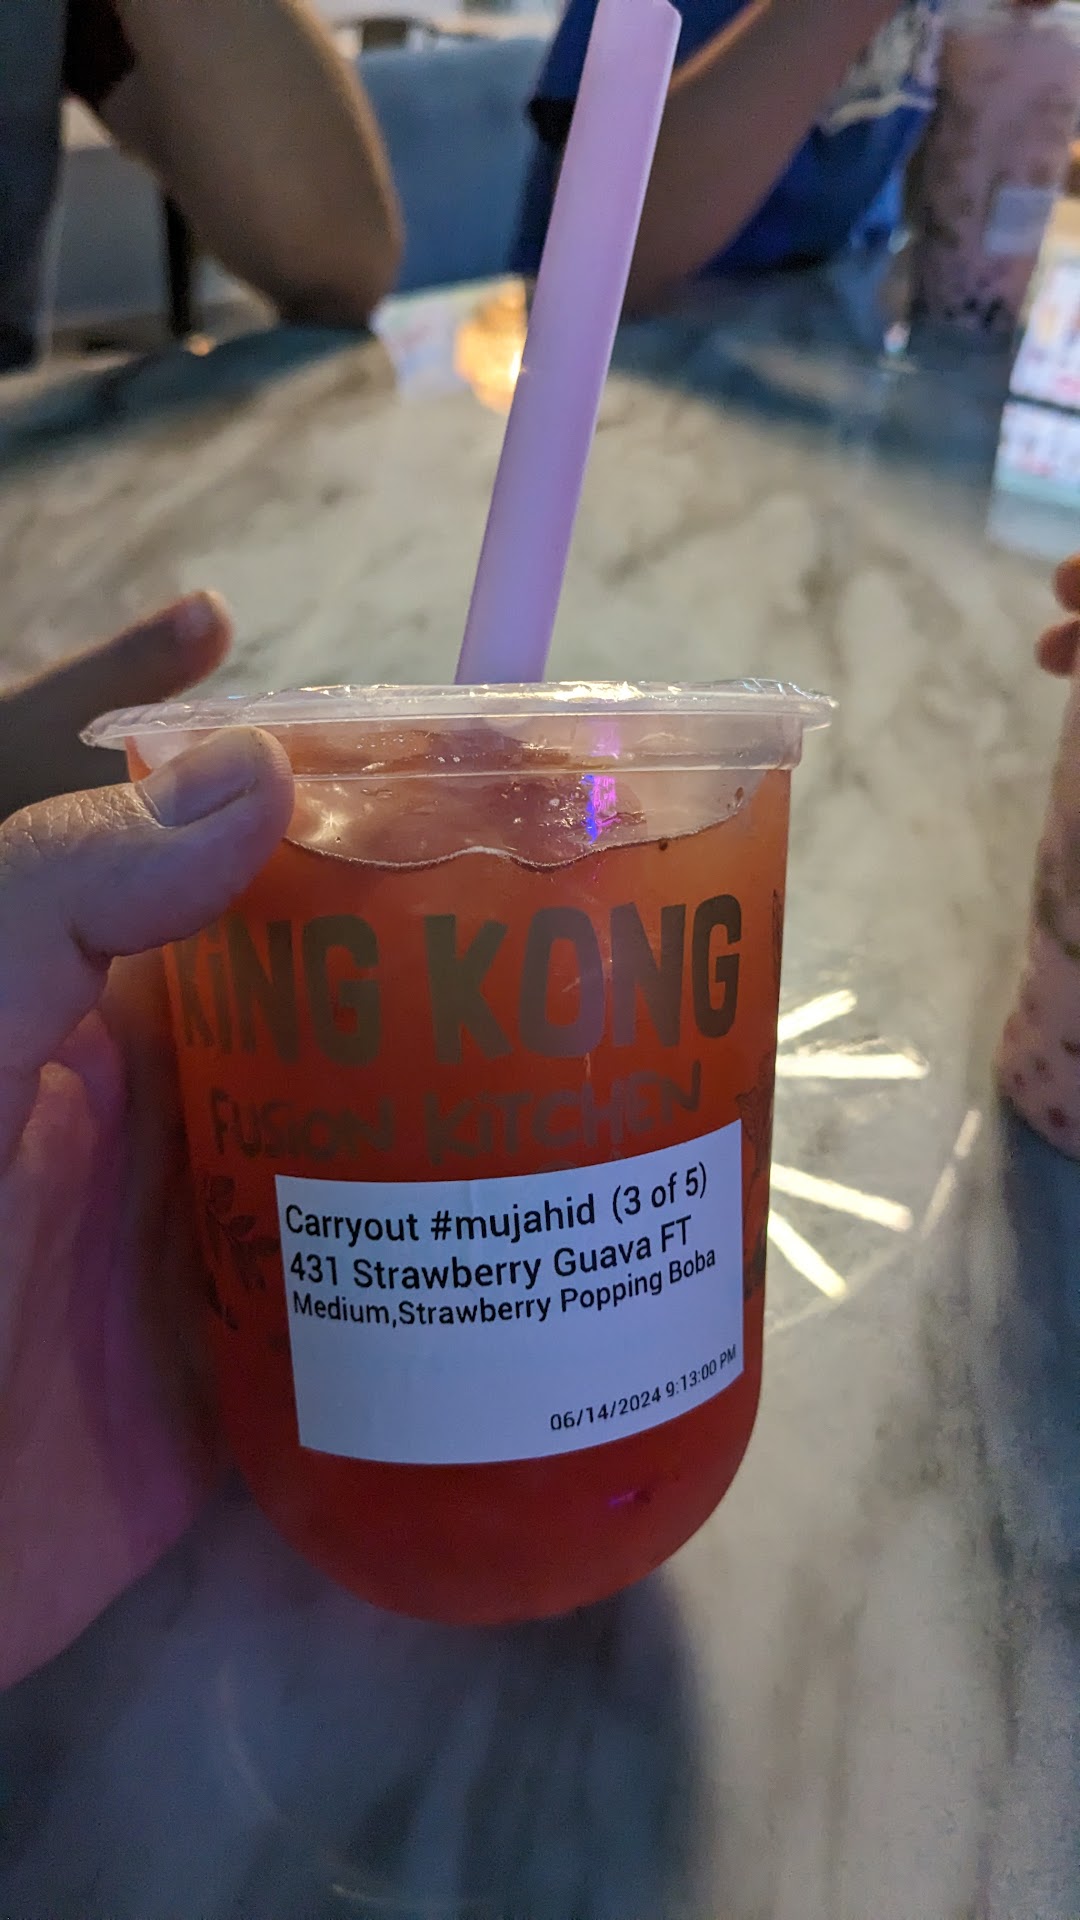 KiNG KONG
FUSiON KiTCHEN
Carryout #mujahid (3 of 5)
431 Strawberry Guava FT
Medium,Strawberry Popping Boba
06/14/2024 9:13:00 PM